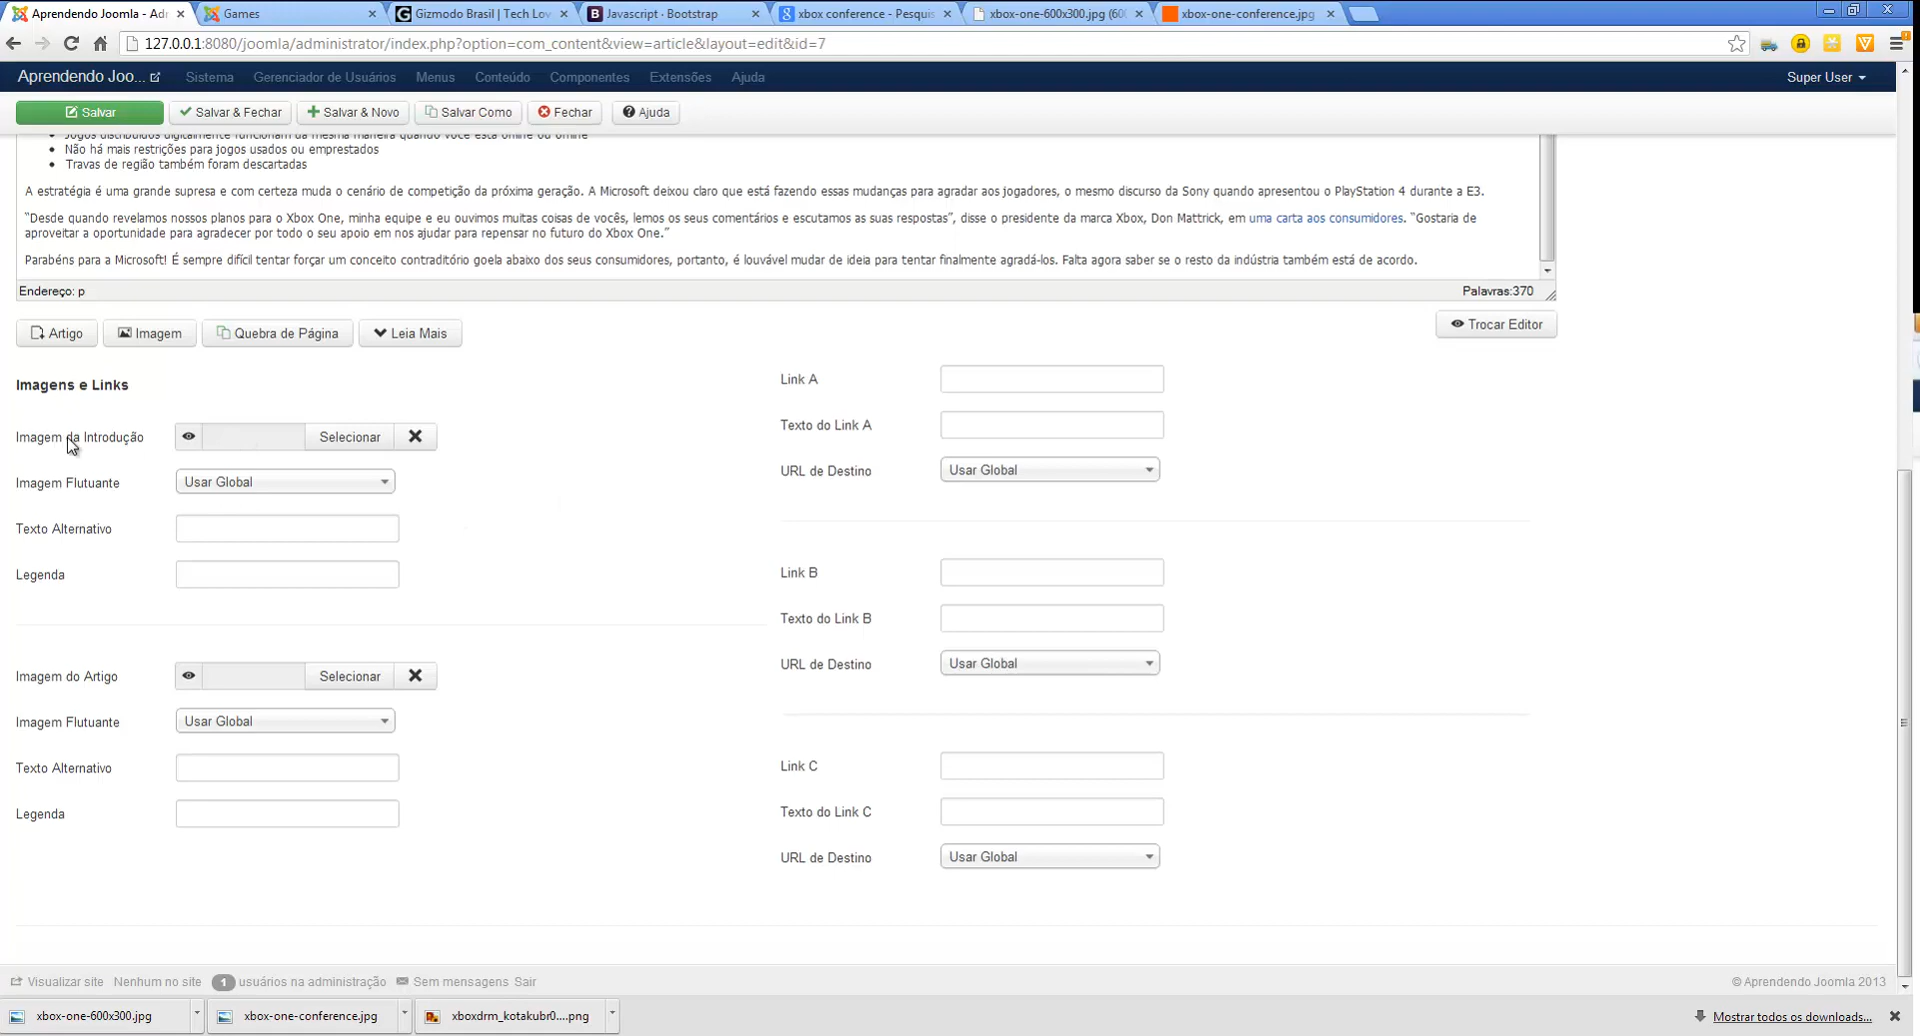 Aprendendo Joomla - Adı
Games
Gizmodo Brasil | Tech Lov
Javascript · Bootstrap
xbox conference - Pesquis
xbox-one-600x300.jpg (600
xbox-one-conference.jpg
127.0.0.1:8080/joomla/administrator/index.php?option=com_content&view=article&layout=edit&id=7
Aprendendo Joo... Sistema Gerenciador de Usuários Menus Conteúdo Componentes Extensões Ajuda Super User
Salvar Salvar & Fechar Salvar & Novo Salvar Como Fechar Ajuda
Jogos distribuídos digitalmente funcionam da mesma maneira quando você está online ou offline
Não há mais restrições para jogos usados ou emprestados
Travas de região também foram descartadas
A estratégia é uma grande supresa e com certeza muda o cenário de competição da próxima geração. A Microsoft deixou claro que está fazendo essas mudanças para agradar aos jogadores, o mesmo discurso da Sony quando apresentou o PlayStation 4 durante a E3.
“Desde quando revelamos nossos planos para o Xbox One, minha equipe e eu ouvimos muitas coisas de vocês, lemos os seus comentários e escutamos as suas respostas”, disse o presidente da marca Xbox, Don Mattrick, em uma carta aos consumidores. “Gostaria de
aproveitar a oportunidade para agradecer por todo o seu apoio em nos ajudar para repensar no futuro do Xbox One.”
Parabéns para a Microsoft! É sempre difícil tentar forçar um conceito contraditório goela abaixo dos seus consumidores, portanto, é louvável mudar de ideia para tentar finalmente agradá-los. Falta agora saber se o resto da indústria também está de acordo.
Endereço: p Palavras:370
Artigo Imagem Quebra de Página Leia Mais Trocar Editor
Imagens e Links
Imagem da Introdução Selecionar
Imagem Flutuante Usar Global
Texto Alternativo
Legenda
Imagem do Artigo Selecionar
Imagem Flutuante Usar Global
Texto Alternativo
Legenda
Link A
Texto do Link A
URL de Destino Usar Global
Link B
Texto do Link B
URL de Destino Usar Global
Link C
Texto do Link C
URL de Destino Usar Global
Visualizar site Nenhum no site 1 usuários na administração Sem mensagens Sair © Aprendendo Joomla 2013
xbox-one-600x300.jpg xbox-one-conference.jpg xboxdrm_kotakubr0....png Mostrar todos os downloads...